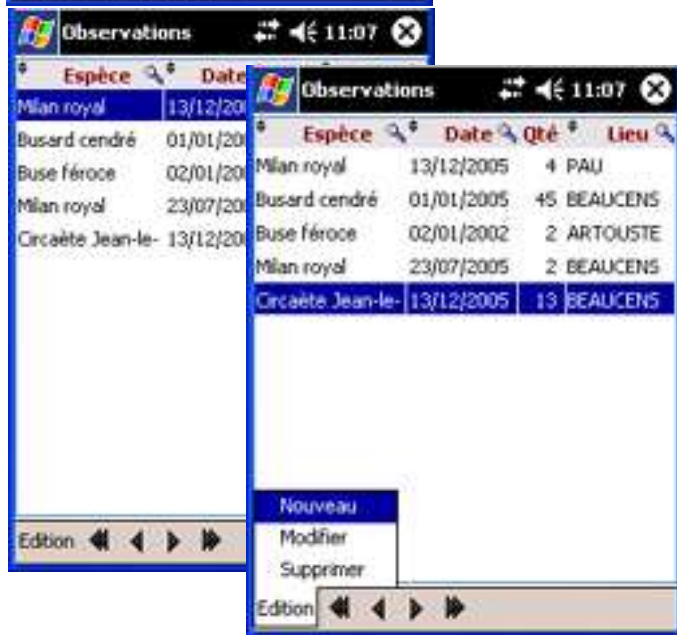 Observations 11:07
Espèce Date
Milan royal 13/12/20
Busard cendré 01/01/20
Buse féroce 02/01/20
Milan royal 23/07/20
Circaète Jean-le- 13/12/20
Edition
Observations 11:07
Espèce Date Qté Lieu
Milan royal 13/12/2005 4 PAU
Busard cendré 01/01/2005 45 BEAUCENS
Buse féroce 02/01/2002 2 ARTOUSTE
Milan royal 23/07/2005 2 BEAUCENS
Circaète Jean-le- 13/12/2005 13 BEAUCENS
Nouveau
Modifier
Supprimer
Edition